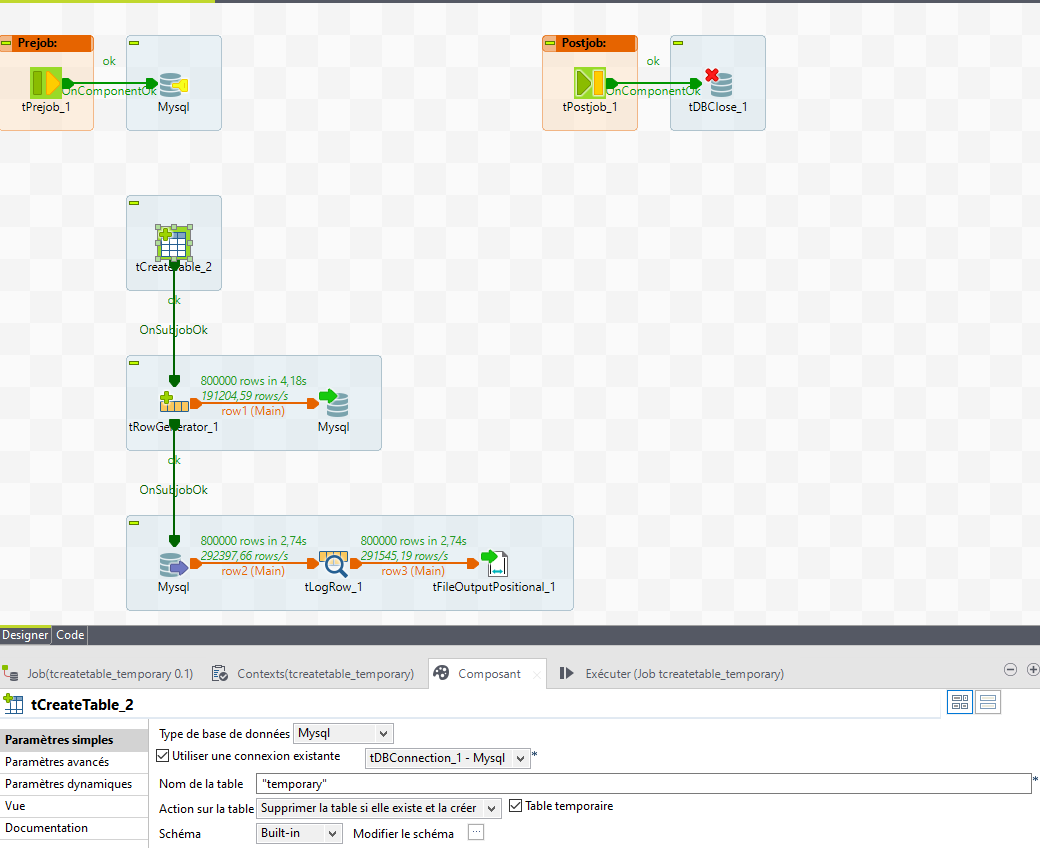 Prejob:
ok
OnComponentOk
tPrejob_1
Mysql
Postjob:
ok
OnComponentOk
tPostjob_1
tDBClose_1
tCreateTable_2
ok
OnSubjobOk
800000 rows in 4,18s
191204,59 rows/s
row1 (Main)
tRowGenerator_1
Mysql
ok
OnSubjobOk
800000 rows in 2,74s
292397,66 rows/s
row2 (Main)
800000 rows in 2,74s
291545,19 rows/s
row3 (Main)
Mysql
tLogRow_1
tFileOutputPositional_1
Designer Code
Job(tcreatetable_temporary 0.1)
Contexts(tcreatetable_temporary)
Composant
Exécuter (Job tcreatetable_temporary)
tCreateTable_2
Paramètres simples
Paramètres avancés
Paramètres dynamiques
Vue
Documentation
Type de base de données Mysql
Utiliser une connexion existante tDBConnection_1 - Mysql *
Nom de la table "temporary" *
Action sur la table Supprimer la table si elle existe et la créer Table temporaire
Schéma Built-in Modifier le schéma ...